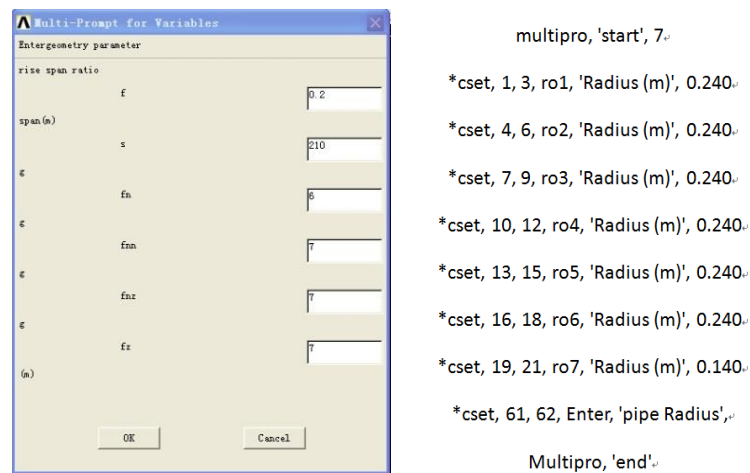 Multi-Prompt for Variables
Entergeometry parameter
rise span ratio
f 0.2
span(m)
s 210
g
fn 6
g
fnn 7
g
fnz 7
g
fz 7
(m)
OK Cancel
multipro, 'start', 7
*cset, 1, 3, ro1, 'Radius (m)', 0.240
*cset, 4, 6, ro2, 'Radius (m)', 0.240
*cset, 7, 9, ro3, 'Radius (m)', 0.240
*cset, 10, 12, ro4, 'Radius (m)', 0.240
*cset, 13, 15, ro5, 'Radius (m)', 0.240
*cset, 16, 18, ro6, 'Radius (m)', 0.240
*cset, 19, 21, ro7, 'Radius (m)', 0.140
*cset, 61, 62, Enter, 'pipe Radius',
Multipro, 'end'